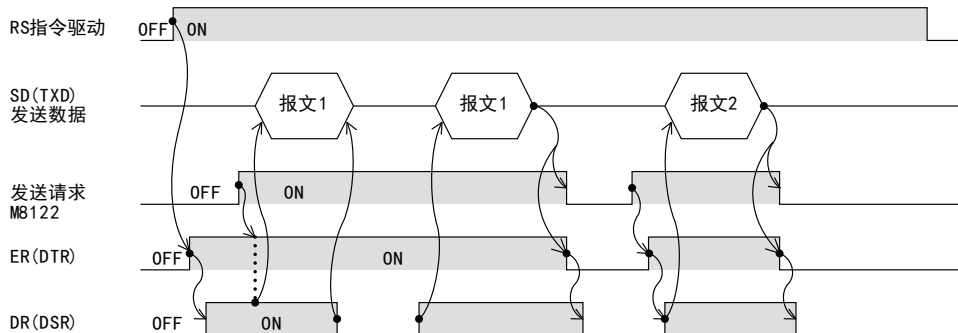 RS指令驱动 OFF ON
SD(TXD)
发送数据
报文1 报文1 报文2
发送请求
M8122
OFF ON
ER(DTR) OFF ON
DR(DSR) OFF ON